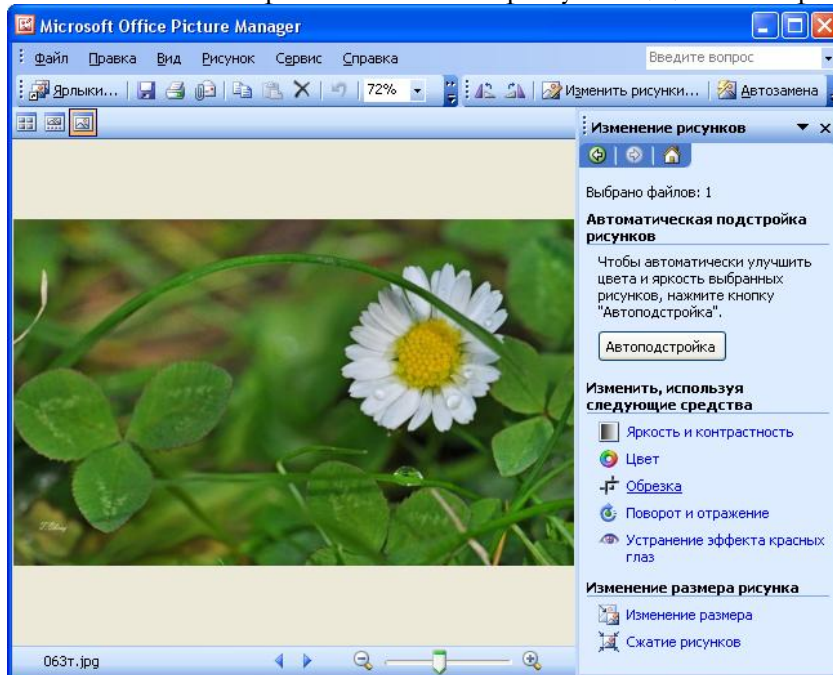 Microsoft Office Picture Manager
Файл Правка Вид Рисунок Сервис Справка
Введите вопрос
Ярлыки... 72% Изменить рисунки... Автозамена
Изменение рисунков
Выбрано файлов: 1
Автоматическая подстройка
рисунков
Чтобы автоматически улучшить
цвета и яркость выбранных
рисунков, нажмите кнопку
"Автоподстройка".
Автоподстройка
Изменить, используя
следующие средства
Яркость и контрастность
Цвет
Обрезка
Поворот и отражение
Устранение эффекта красных
глаз
Изменение размера рисунка
Изменение размера
Сжатие рисунков
063т.jpg